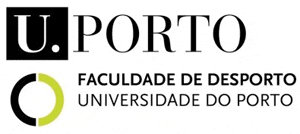 U. PORTO
FACULDADE DE DESPORTO
UNIVERSIDADE DO PORTO